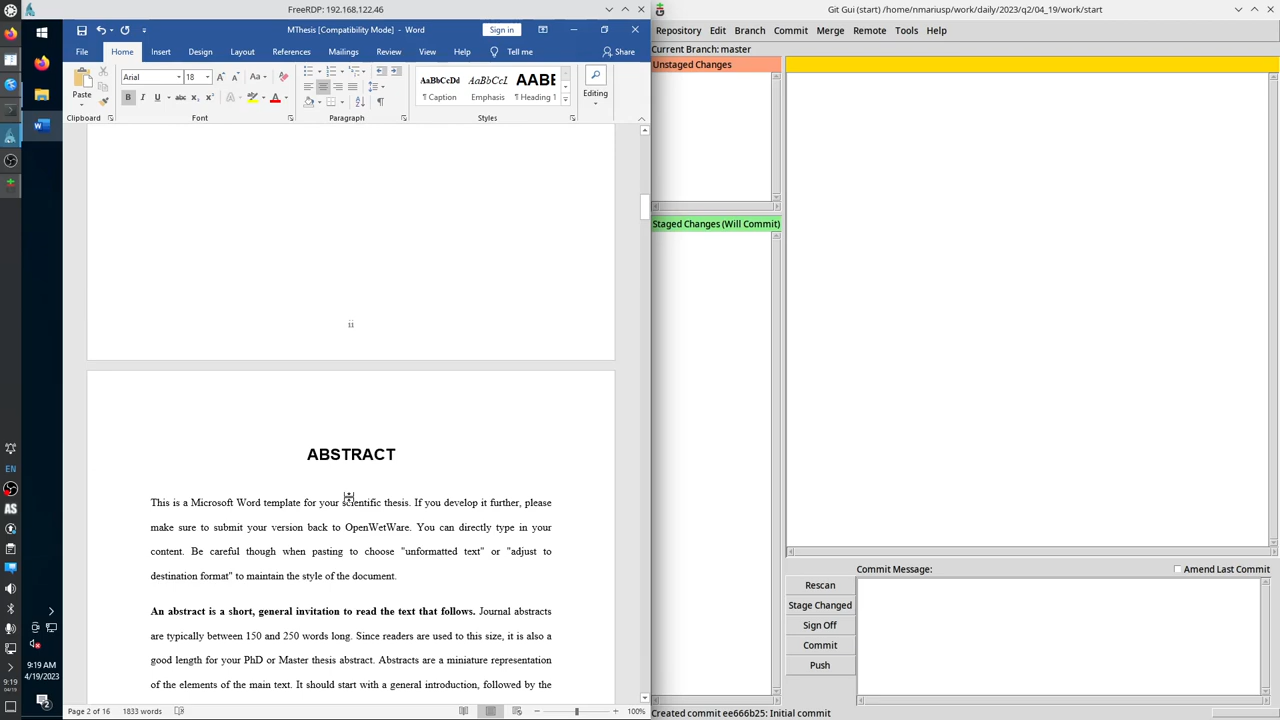 FreeRDP: 192.168.122.46
MThesis [Compatibility Mode] - Word
Sign in
File Home Insert Design Layout References Mailings Review View Help Tell me Share
Paste
Arial 18
Aa
B I U abc
A A
AaBbCcDd AaBbCcL AABE
¶ Caption Emphasis ¶ Heading 1
Editing
Clipboard Font Paragraph Styles
ii
ABSTRACT
This is a Microsoft Word template for your scientific thesis. If you develop it further, please
make sure to submit your version back to OpenWetWare. You can directly type in your
content. Be careful though when pasting to choose "unformatted text" or "adjust to
destination format" to maintain the style of the document.
An abstract is a short, general invitation to read the text that follows. Journal abstracts
are typically between 150 and 250 words long. Since readers are used to this size, it is also a
good length for your PhD or Master thesis abstract. Abstracts are a miniature representation
of the elements of the main text. It should start with a general introduction, followed by the
Page 2 of 16 1833 words 100%
EN
AS
9:19
04/19
9:19 AM
4/19/2023
2
Git Gui (start) /home/nmariusp/work/daily/2023/q2/04_19/work/start
Repository Edit Branch Commit Merge Remote Tools Help
Current Branch: master
Unstaged Changes
Staged Changes (Will Commit)
Commit Message: Amend Last Commit
Rescan
Stage Changed
Sign Off
Commit
Push
Created commit ee666b25: Initial commit